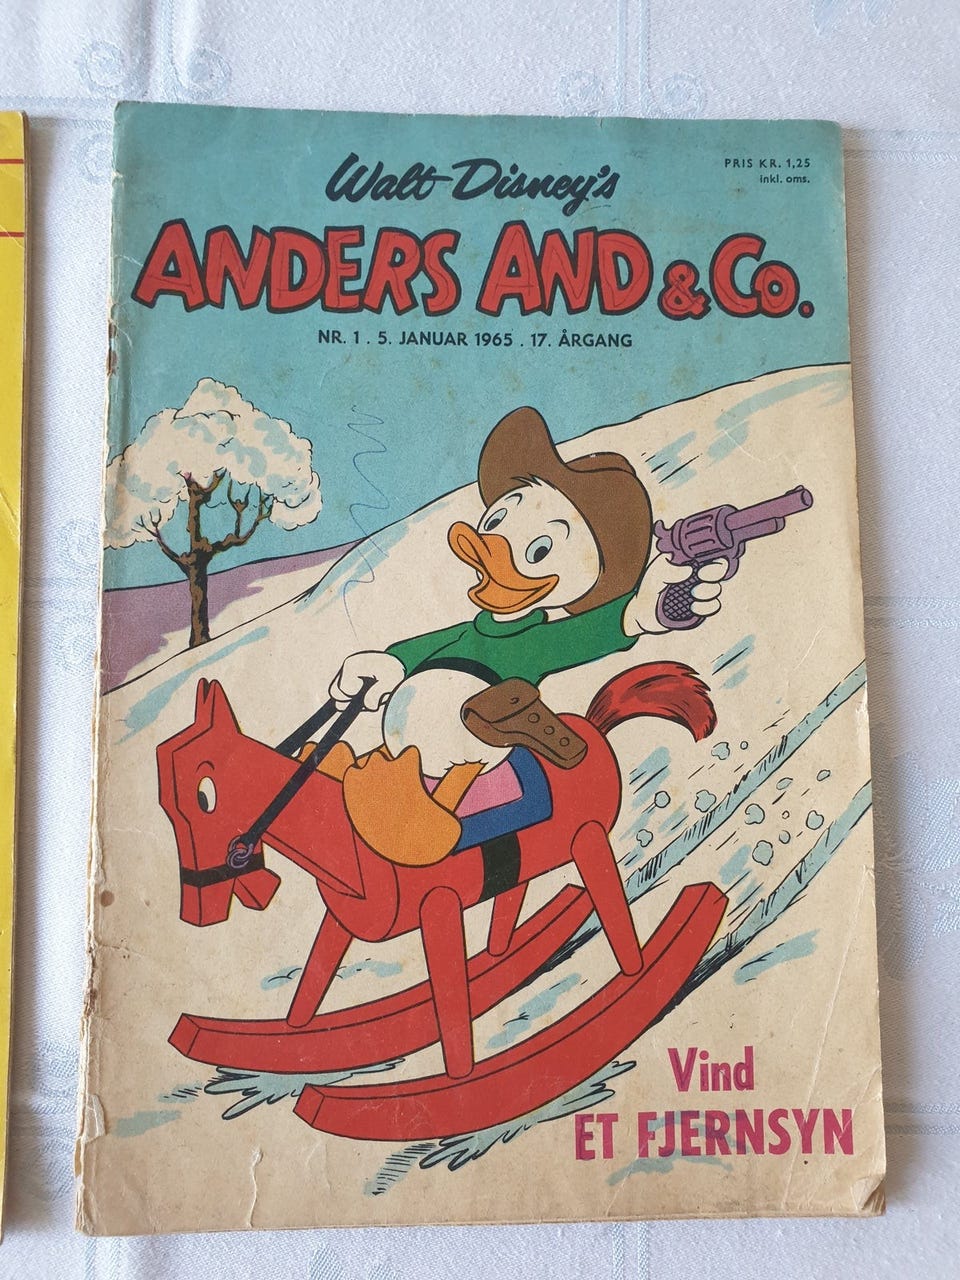 Walt Disney's
PRIS KR. 1,25
inkl. oms.
ANDERS AND & Co.
NR. 1 . 5. JANUAR 1965 . 17. ÅRGANG
Vind
ET FJERNSYN